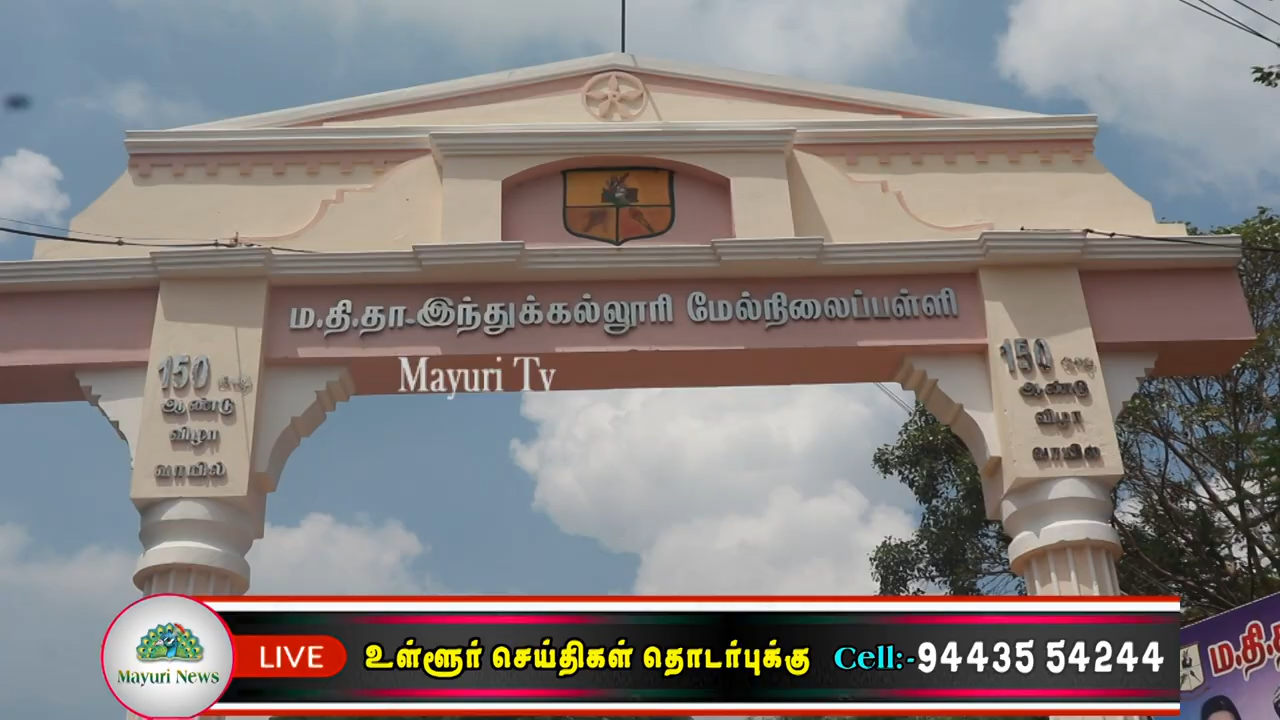 ம.தி.தா-இந்துக்கல்லூரி மேல்நிலைப்பள்ளி
Mayuri Tv
150
ஆண்டு
விழா
வாயில்
150
ஆண்டு
விழா
வாயில்
ம.தி.தா
Mayuri News
LIVE உள்ளூர் செய்திகள் தொடர்புக்கு Cell:-94435 54244